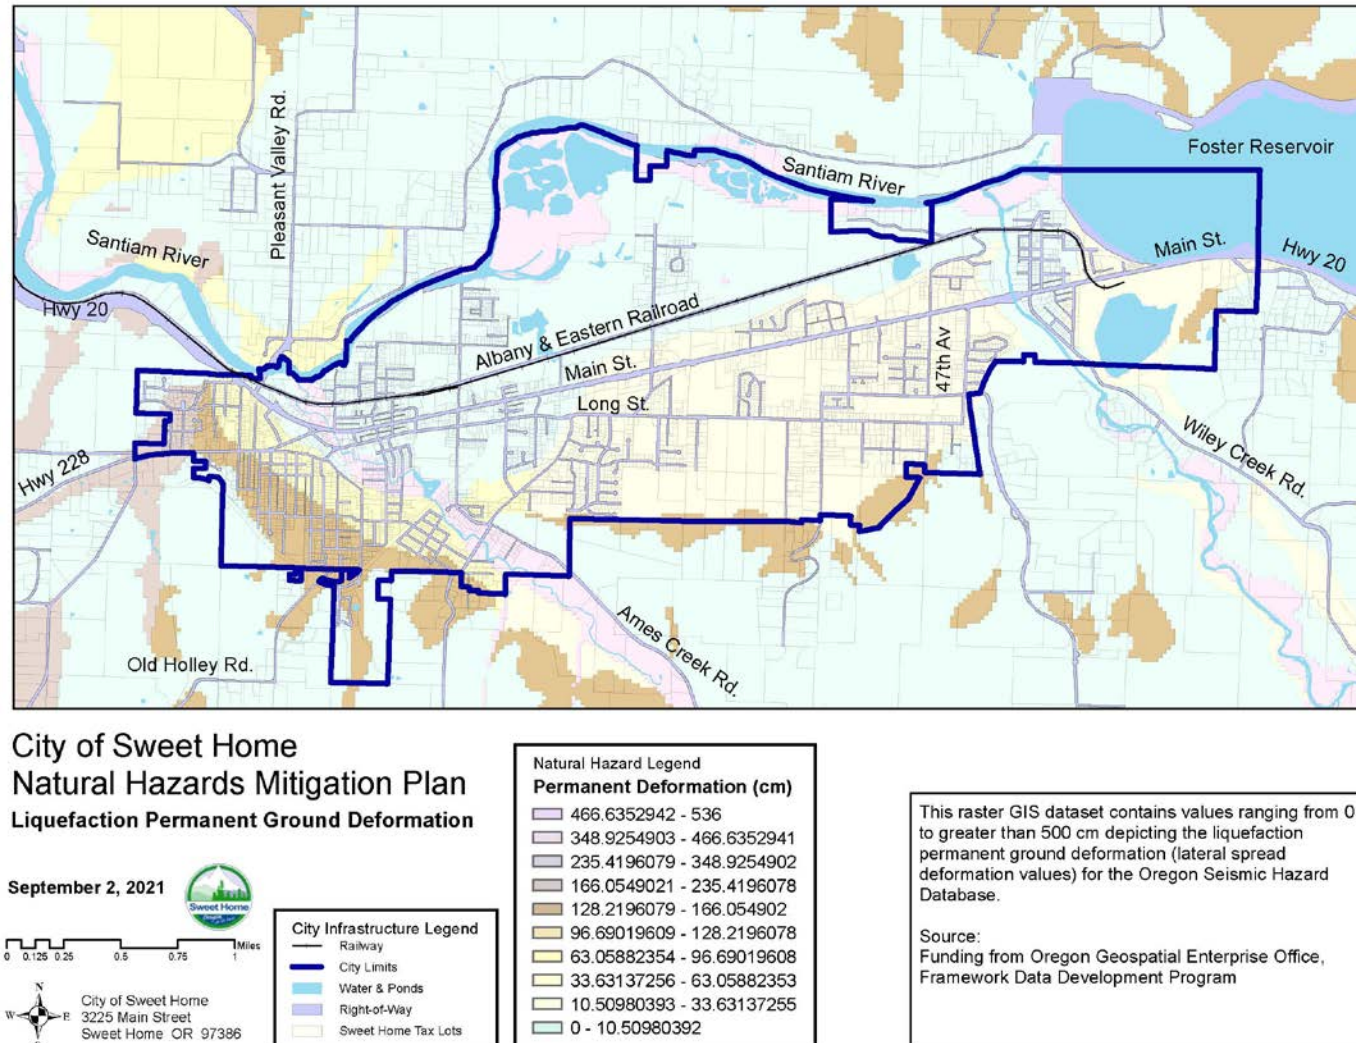 Pleasant Valley Rd.
Foster Reservoir
Santiam River
Santiam River
Main St.
Hwy 20
Hwy 20
Albany & Eastern Railroad
Main St.
47th Av
Long St.
Wiley Creek Rd.
Hwy 228
Ames Creek Rd.
Old Holley Rd.
City of Sweet Home
Natural Hazards Mitigation Plan
Liquefaction Permanent Ground Deformation
September 2, 2021
Sweet Home
Oregon
0 0.125 0.25 0.5 0.75 1 Miles
N
W E
City of Sweet Home
3225 Main Street
Sweet Home OR 97386
City Infrastructure Legend
Railway
City Limits
Water & Ponds
Right-of-Way
Sweet Home Tax Lots
Natural Hazard Legend
Permanent Deformation (cm)
466.6352942 - 536
348.9254903 - 466.6352941
235.4196079 - 348.9254902
166.0549021 - 235.4196078
128.2196079 - 166.054902
96.69019609 - 128.2196078
63.05882354 - 96.69019608
33.63137256 - 63.05882353
10.50980393 - 33.63137255
0 - 10.50980392
This raster GIS dataset contains values ranging from 0
to greater than 500 cm depicting the liquefaction
permanent ground deformation (lateral spread
deformation values) for the Oregon Seismic Hazard
Database.
Source:
Funding from Oregon Geospatial Enterprise Office,
Framework Data Development Program